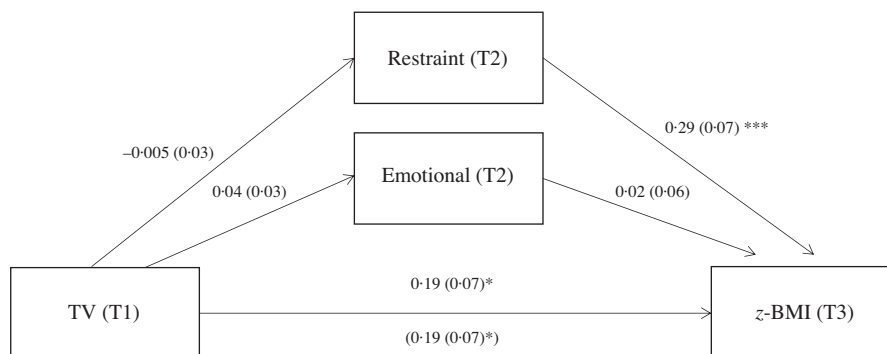 Restraint (T2)
0·29 (0·07) ***
–0·005 (0·03)
Emotional (T2)
0·04 (0·03)
0·02 (0·06)
0·19 (0·07)*
TV (T1)
z-BMI (T3)
(0·19 (0·07)*)